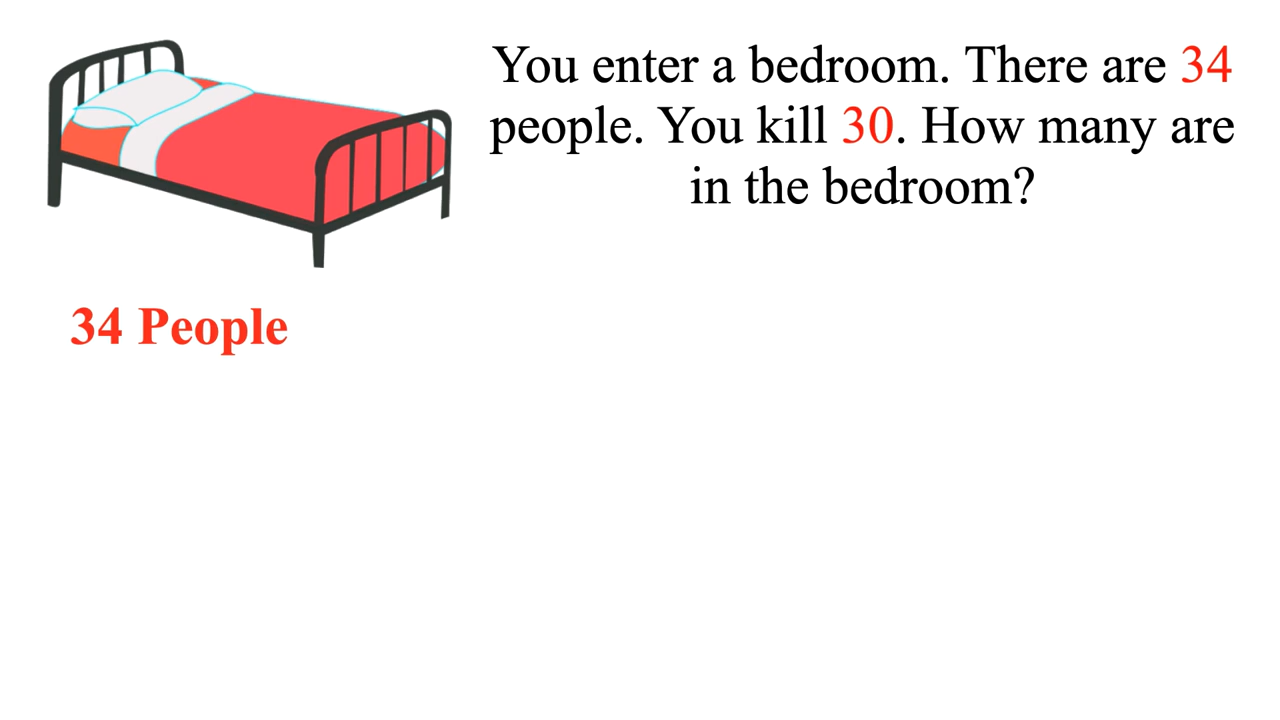 You enter a bedroom. There are 34
people. You kill 30. How many are
in the bedroom?
34 People